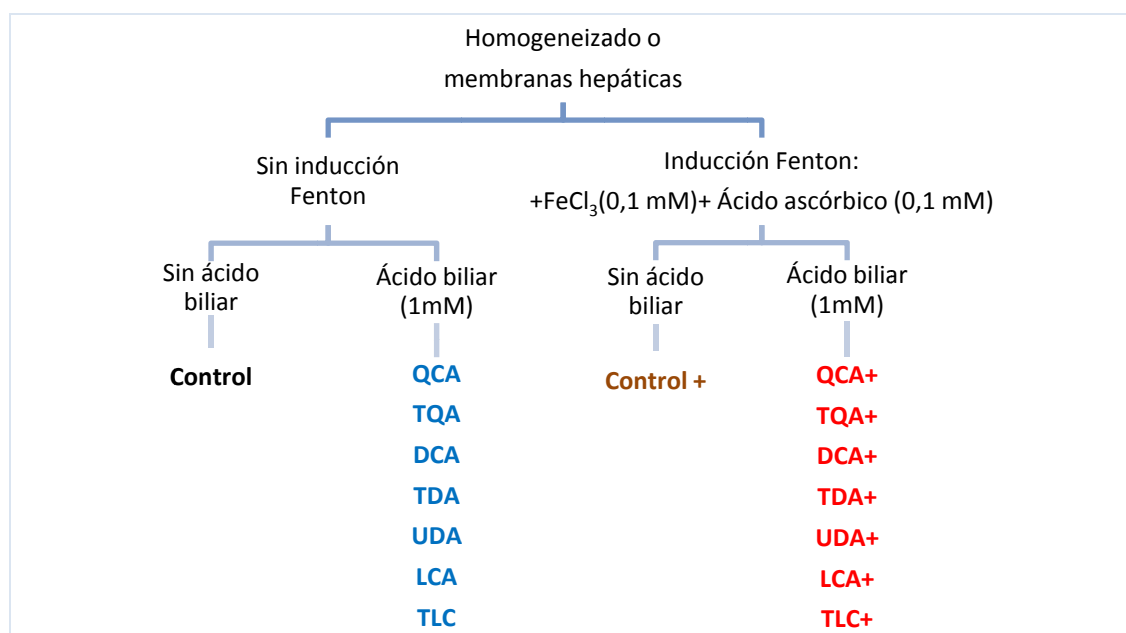 Homogeneizado o
membranas hepáticas
Sin inducción
Fenton
Inducción Fenton:
+FeCl₃(0,1 mM)+ Ácido ascórbico (0,1 mM)
Sin ácido
biliar
Ácido biliar
(1mM)
Sin ácido
biliar
Ácido biliar
(1mM)
Control
QCA
TQA
DCA
TDA
UDA
LCA
TLC
Control +
QCA+
TQA+
DCA+
TDA+
UDA+
LCA+
TLC+